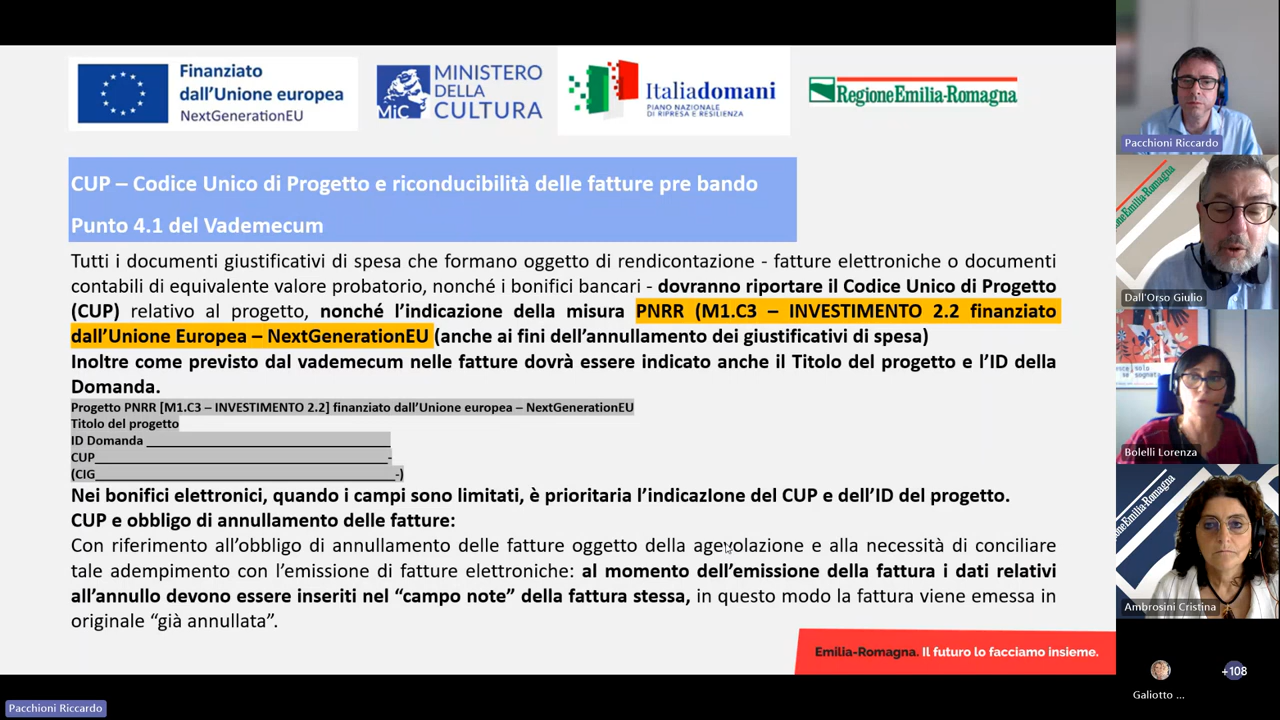 Finanziato
dall'Unione europea
NextGenerationEU
MiC
MINISTERO
DELLA
CULTURA
Italiadomani
PIANO NAZIONALE
DI RIPRESA E RESILIENZA
RegioneEmilia-Romagna
CUP – Codice Unico di Progetto e riconducibilità delle fatture pre bando
Punto 4.1 del Vademecum
Tutti i documenti giustificativi di spesa che formano oggetto di rendicontazione - fatture elettroniche o documenti
contabili di equivalente valore probatorio, nonché i bonifici bancari - dovranno riportare il Codice Unico di Progetto
(CUP) relativo al progetto, nonché l'indicazione della misura PNRR (M1.C3 – INVESTIMENTO 2.2 finanziato
dall'Unione Europea – NextGenerationEU (anche ai fini dell'annullamento dei giustificativi di spesa)
Inoltre come previsto dal vademecum nelle fatture dovrà essere indicato anche il Titolo del progetto e l'ID della
Domanda.
Progetto PNRR [M1.C3 – INVESTIMENTO 2.2] finanziato dall'Unione europea – NextGenerationEU
Titolo del progetto
ID Domanda ___________________________________
CUP__________________________________________-
(CIG___________________________________________-)
Nei bonifici elettronici, quando i campi sono limitati, è prioritaria l'indicazIone del CUP e dell'ID del progetto.
CUP e obbligo di annullamento delle fatture:
Con riferimento all'obbligo di annullamento delle fatture oggetto della agevolazione e alla necessità di conciliare
tale adempimento con l'emissione di fatture elettroniche: al momento dell'emissione della fattura i dati relativi
all'annullo devono essere inseriti nel "campo note" della fattura stessa, in questo modo la fattura viene emessa in
originale "già annullata".
Emilia-Romagna. Il futuro lo facciamo insieme.
Pacchioni Riccardo
Pacchioni Riccardo
Dall'Orso Giulio
Bolelli Lorenza
Ambrosini Cristina
Galiotto ...
+108